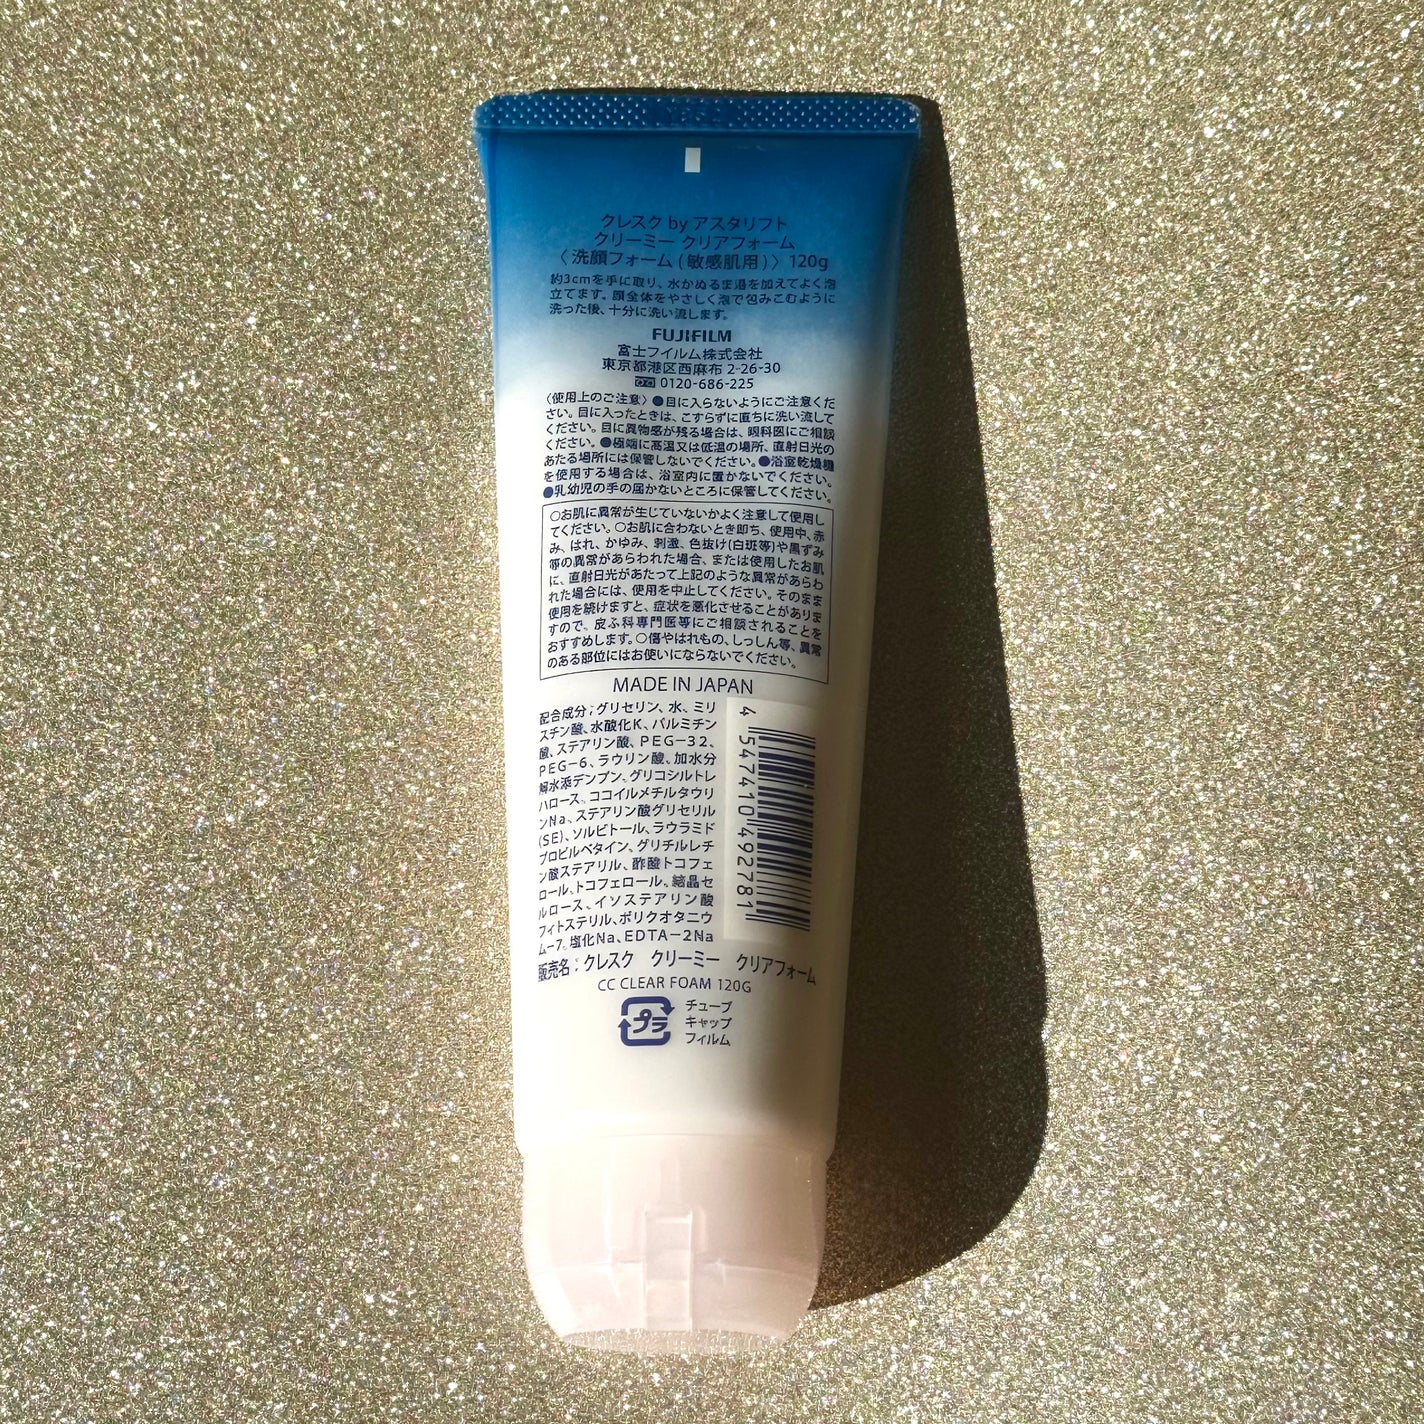 クレスク by アスタリフト
クリーミー クリアフォーム
〈洗顔フォーム(敏感肌用)〉120g
約3cmを手に取り、水かぬるま湯を加えてよく泡
立てます。顔全体をやさしく泡で包みこむように
洗った後、十分に洗い流します。
FUJIFILM
富士フイルム株式会社
東京都港区西麻布 2-26-30
0120-686-225
〈使用上のご注意〉●目に入らないようにご注意くだ
さい。目に入ったときは、こすらずに直ちに洗い流して
ください。目に異物感が残る場合は、眼科医にご相談
ください。●極端に高温又は低温の場所、直射日光の
あたる場所には保管しないでください。●浴室乾燥機
を使用する場合は、浴室内に置かないでください。
●乳幼児の手の届かないところに保管してください。
○お肌に異常が生じていないかよく注意して使用し
てください。○お肌に合わないとき即ち、使用中、赤
み、はれ、かゆみ、刺激、色抜け(白斑等)や黒ずみ
等の異常があらわれた場合、または使用したお肌
に、直射日光があたって上記のような異常があらわ
れた場合には、使用を中止してください。そのまま
使用を続けますと、症状を悪化させることがありま
すので、皮ふ科専門医等にご相談されることを
おすすめします。○傷やはれもの、しっしん等、異常
のある部位にはお使いにならないでください。
MADE IN JAPAN
配合成分；グリセリン、水、ミリ
スチン酸、水酸化K、パルミチン
酸、ステアリン酸、PEG－32、
PEG－6、ラウリン酸、加水分
解水添デンプン、グリコシルトレ
ハロース、ココイルメチルタウリ
ンNa、ステアリン酸グリセリル
(SE)、ソルビトール、ラウラミド
プロピルベタイン、グリチルレチ
ン酸ステアリル、酢酸トコフェ
ロール、トコフェロール、結晶セ
ルロース、イソステアリン酸
フィトステリル、ポリクオタニウ
ム－7、塩化Na、EDTA－2Na
4 547410 492781
販売名：クレスク クリーミー クリアフォーム
CC CLEAR FOAM 120G
プラ
チューブ
キャップ
フィルム